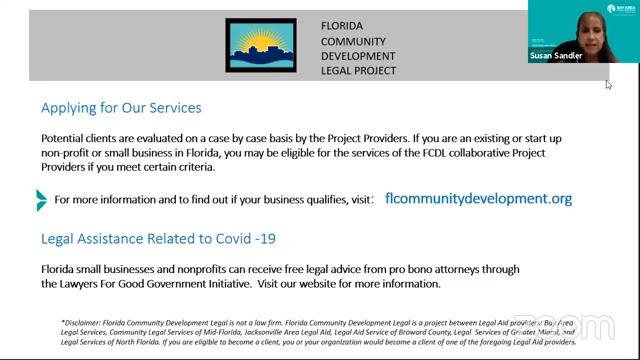 FLORIDA
COMMUNITY
DEVELOPMENT
LEGAL PROJECT
BAY AREA
Susan Sandler
Applying for Our Services
Potential clients are evaluated on a case by case basis by the Project Providers. If you are an existing or start up
non-profit or small business in Florida, you may be eligible for the services of the FCDL collaborative Project
Providers if you meet certain criteria.
For more information and to find out if your business qualifies, visit: flcommunitydevelopment.org
Legal Assistance Related to Covid -19
Florida small businesses and nonprofits can receive free legal advice from pro bono attorneys through
the Lawyers For Good Government Initiative. Visit our website for more information.
*Disclaimer: Florida Community Development Legal is not a law firm. Florida Community Development Legal is a project between Legal Aid providers: Bay Area
Legal Services, Community Legal Services of Mid-Florida, Jacksonville Area Legal Aid, Legal Aid Service of Broward County, Legal Services of Greater Miami, and
Legal Services of North Florida. If you are eligible to become a client, you or your organization would become a client of one of the foregoing Legal Aid providers.
zoom